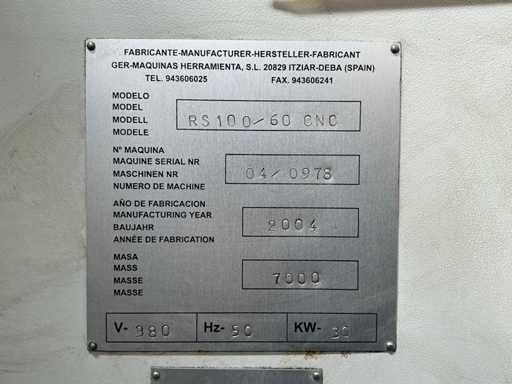 FABRICANTE-MANUFACTURER-HERSTELLER-FABRICANT
GER-MAQUINAS HERRAMIENTA, S.L. 20829 ITZIAR-DEBA (SPAIN)
TEL. 943606025 FAX. 943606241
MODELO
MODEL
MODELL
MODELE
RS100/60 CNC
Nº MAQUINA
MAQUINE SERIAL NR
MASCHINEN NR
NUMERO DE MACHINE
04/0978
AÑO DE FABRICACION
MANUFACTURING YEAR
BAUJAHR
ANNÉE DE FABRICATION
2004
MASA
MASS
MASSE
MASSE
7000
V- 380 Hz- 50 KW- 30